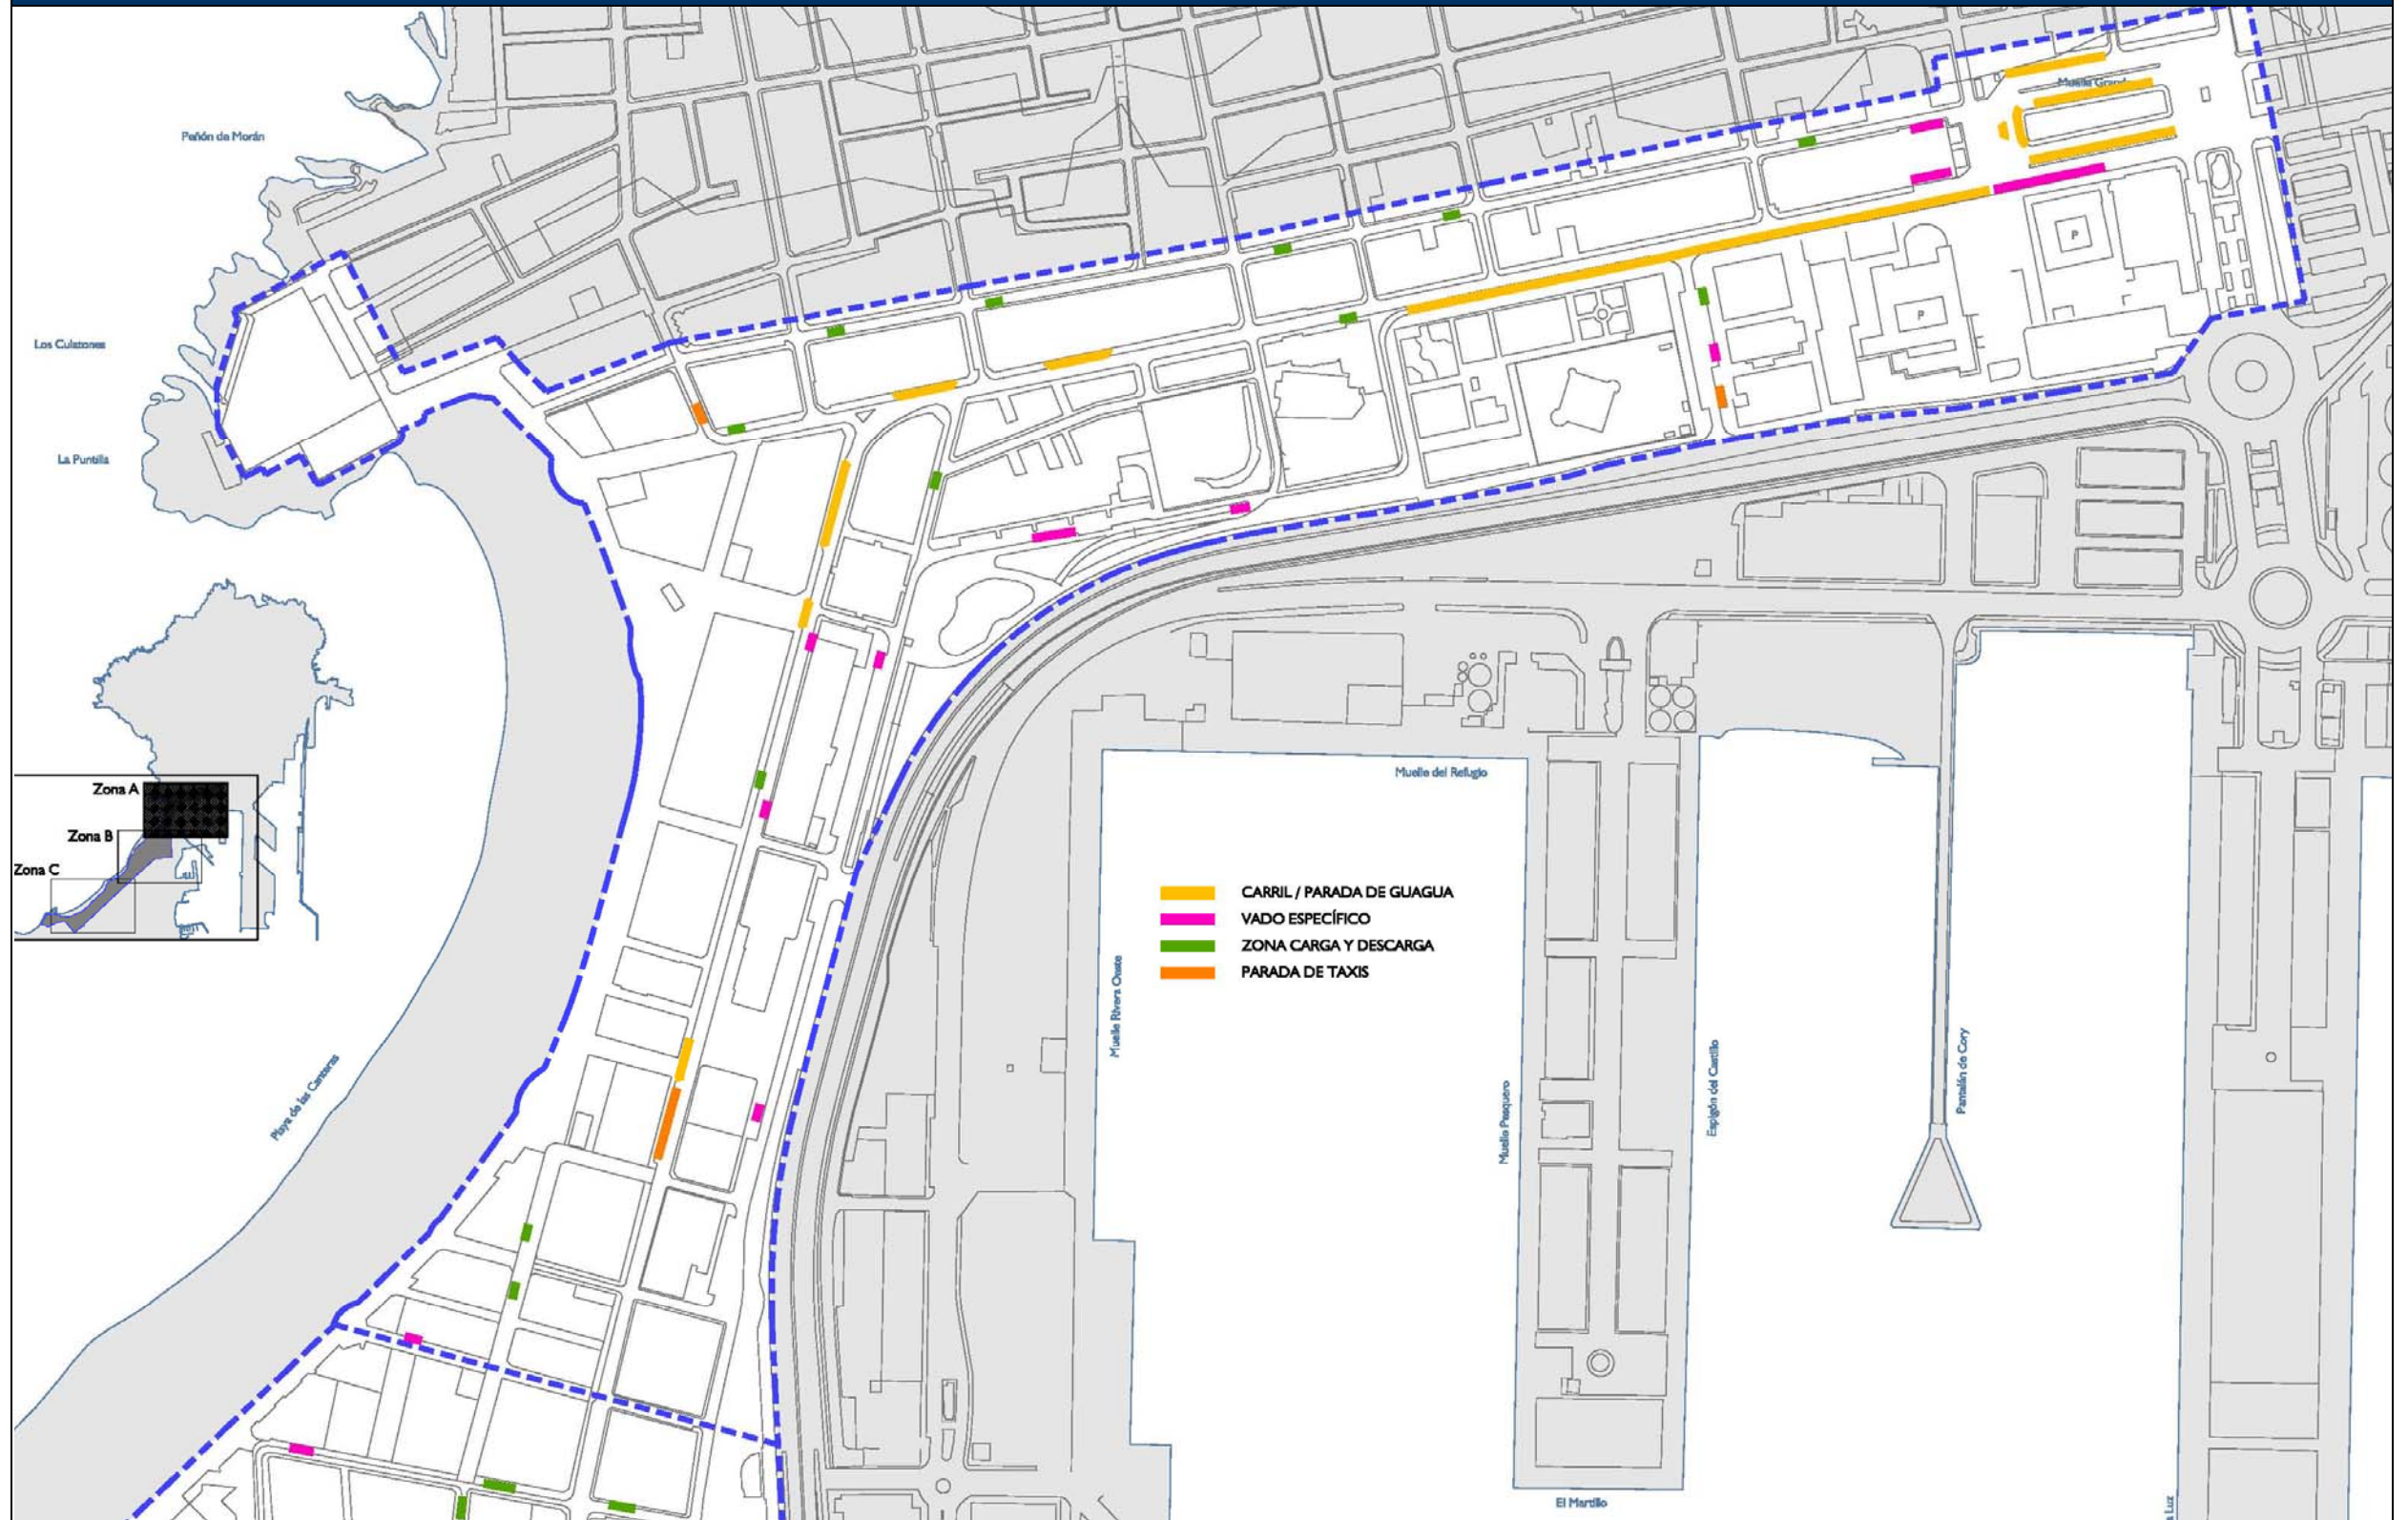 Muelle Grande
Peñón de Morán
P
P
Los Culatones
La Puntilla
Zona A
Zona B
Zona C
Muelle del Refugio
CARRIL / PARADA DE GUAGUA
VADO ESPECÍFICO
ZONA CARGA Y DESCARGA
PARADA DE TAXIS
Muelle Rivera Oeste
Playa de las Canteras
Muelle Pesquero
Espigón del Castillo
Pantalán de Cory
El Martillo
a Luz